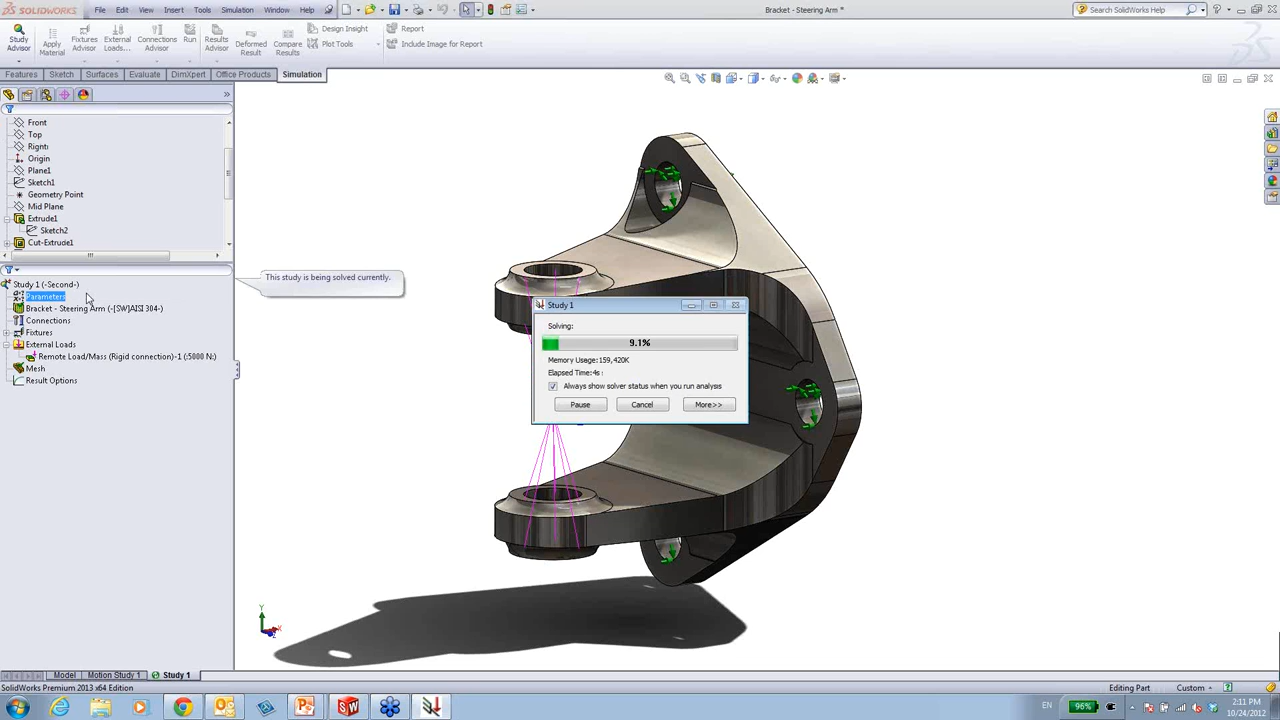 SOLIDWORKS
File
Edit
View
Insert
Tools
Simulation
Window
Help
Bracket - Steering Arm *
Search SolidWorks Help
Study Advisor
Apply Material
Fixtures Advisor
External Loads...
Connections Advisor
Run
Results Advisor
Deformed Result
Compare Results
Design Insight
Plot Tools
Report
Include Image for Report
Features
Sketch
Surfaces
Evaluate
DimXpert
Office Products
Simulation
Front
Top
Right
Origin
Plane1
Sketch1
Geometry Point
Mid Plane
Extrude1
Sketch2
Cut-Extrude1
Study 1 (-Second-)
Parameters
Bracket - Steering Arm (-[SW]AISI 304-)
Connections
Fixtures
External Loads
Remote Load/Mass (Rigid connection)-1 (:5000 N:)
Mesh
Result Options
This study is being solved currently.
Study 1
Solving:
9.1%
Memory Usage:159,420K
Elapsed Time:4s
Always show solver status when you run analysis
Pause
Cancel
More>>
Y
X
Z
Model
Motion Study 1
Study 1
SolidWorks Premium 2013 x64 Edition
Editing Part
Custom
EN
96%
2:11 PM
10/24/2012